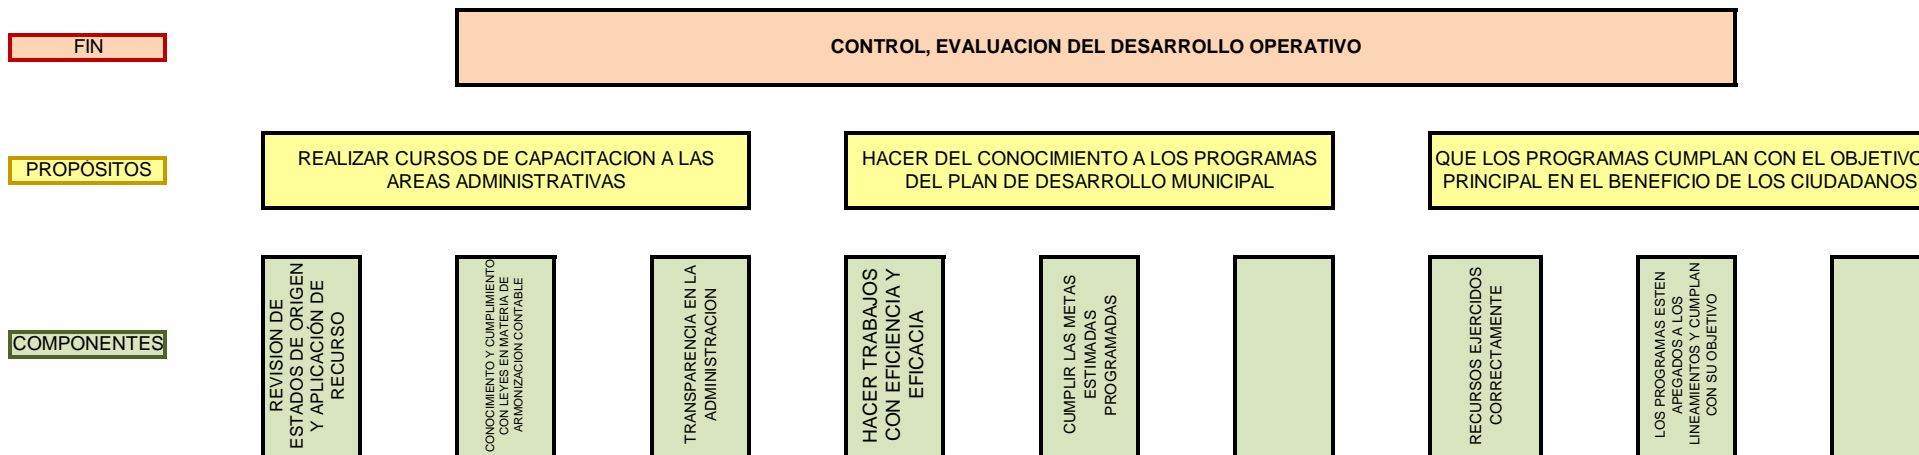 FIN
CONTROL, EVALUACION DEL DESARROLLO OPERATIVO
PROPÓSITOS
REALIZAR CURSOS DE CAPACITACION A LAS
AREAS ADMINISTRATIVAS
HACER DEL CONOCIMIENTO A LOS PROGRAMAS
DEL PLAN DE DESARROLLO MUNICIPAL
QUE LOS PROGRAMAS CUMPLAN CON EL OBJETIVO
PRINCIPAL EN EL BENEFICIO DE LOS CIUDADANOS
COMPONENTES
REVISION DE
ESTADOS DE ORIGEN
Y APLICACIÓN DE
RECURSO
CONOCIMIENTO Y CUMPLIMIENTO
CON LEYES EN MATERIA DE
ARMONIZACION CONTABLE
TRANSPARENCIA EN LA
ADMINISTRACION
HACER TRABAJOS
CON EFICIENCIA Y
EFICACIA
CUMPLIR LAS METAS
ESTIMADAS
PROGRAMADAS
RECURSOS EJERCIDOS
CORRECTAMENTE
LOS PROGRAMAS ESTEN
APEGADOS A LOS
LINEAMIENTOS Y CUMPLAN
CON SU OBJETIVO